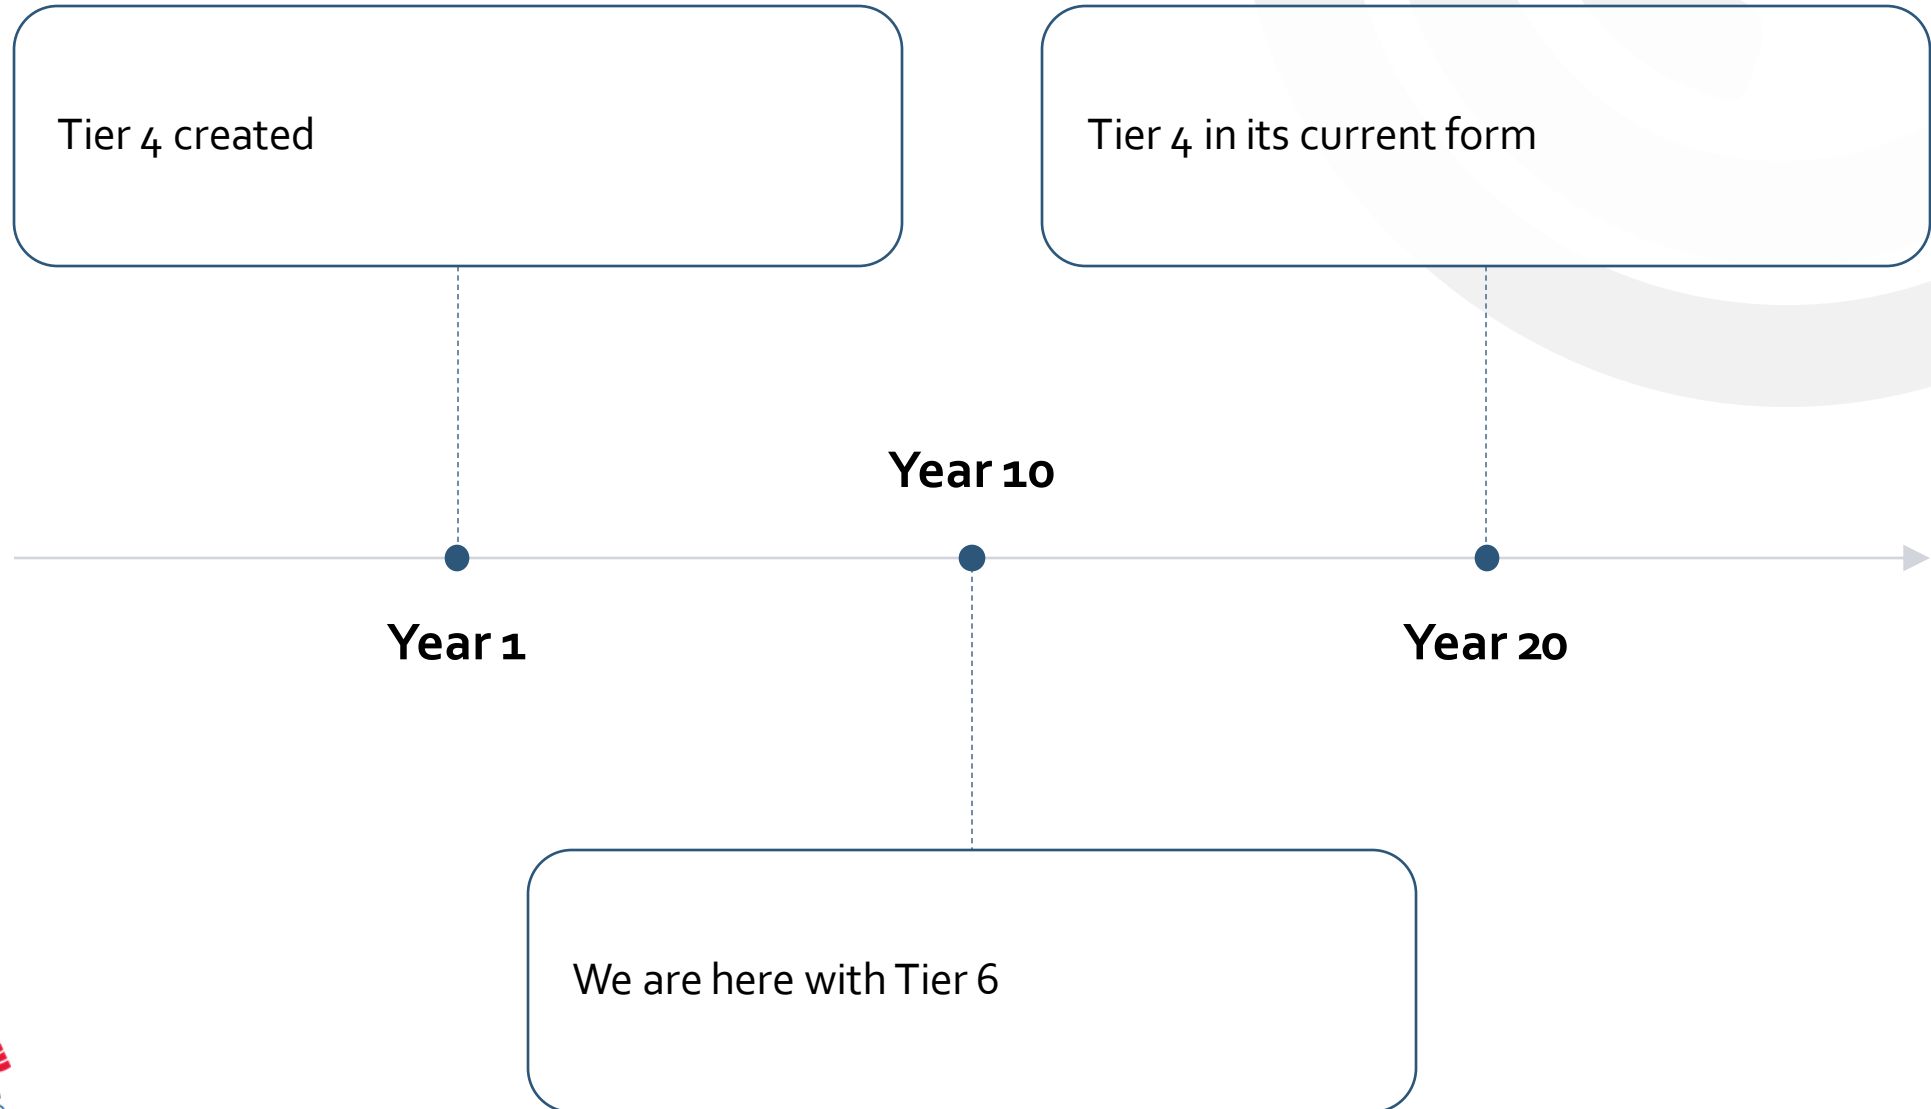 Tier 4 created
Tier 4 in its current form
Year 10
Year 1
Year 20
We are here with Tier 6